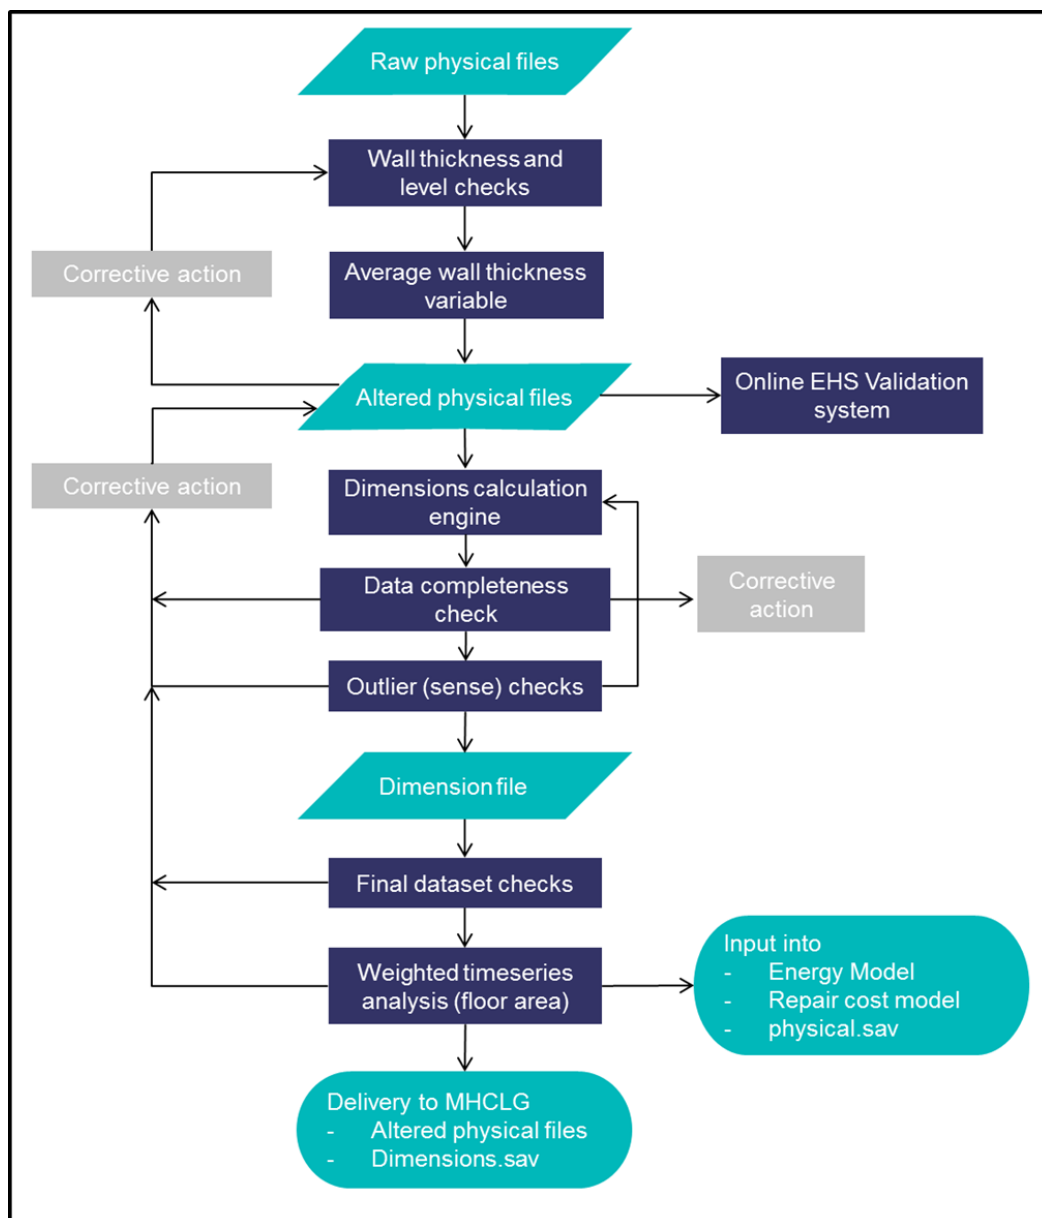 Raw physical files
Wall thickness and
level checks
Corrective action
Average wall thickness
variable
Altered physical files
Online EHS Validation
system
Corrective action
Dimensions calculation
engine
Data completeness
check
Corrective
action
Outlier (sense) checks
Dimension file
Final dataset checks
Weighted timeseries
analysis (floor area)
Input into
- Energy Model
- Repair cost model
- physical.sav
Delivery to MHCLG
- Altered physical files
- Dimensions.sav